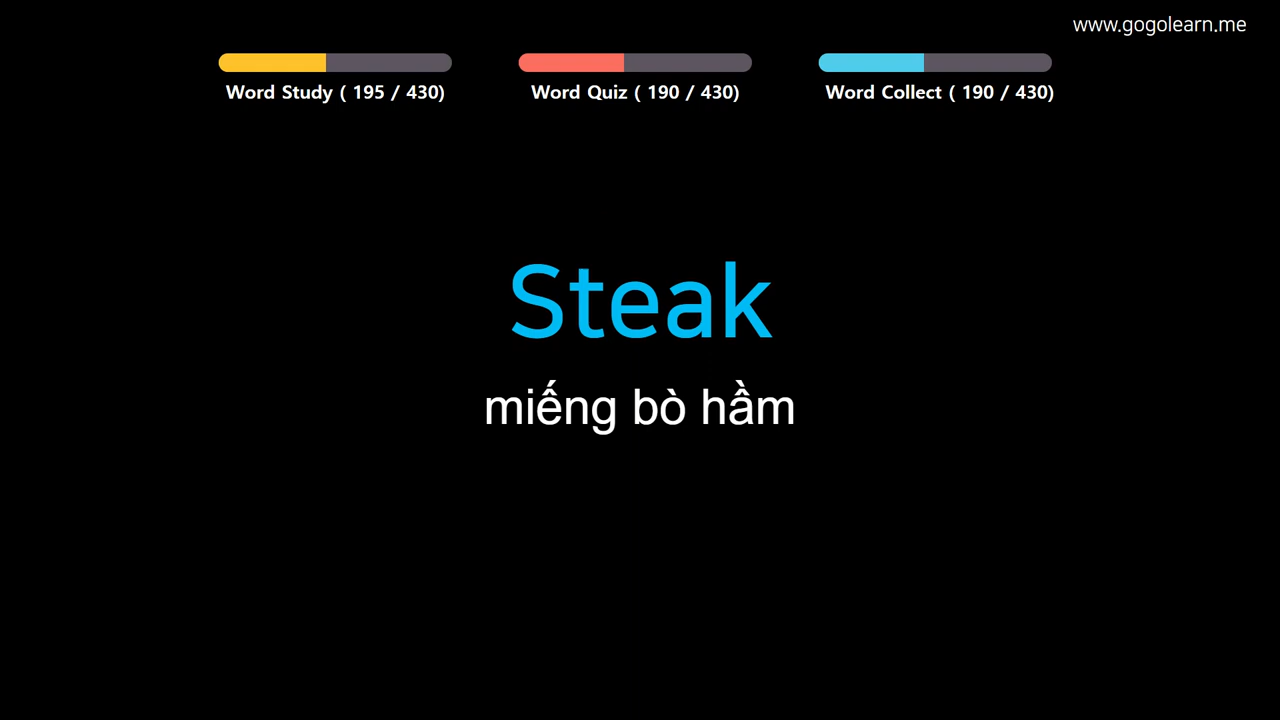 www.gogolearn.me
Word Study ( 195 / 430)
Word Quiz ( 190 / 430)
Word Collect ( 190 / 430)
Steak
miếng bò hầm